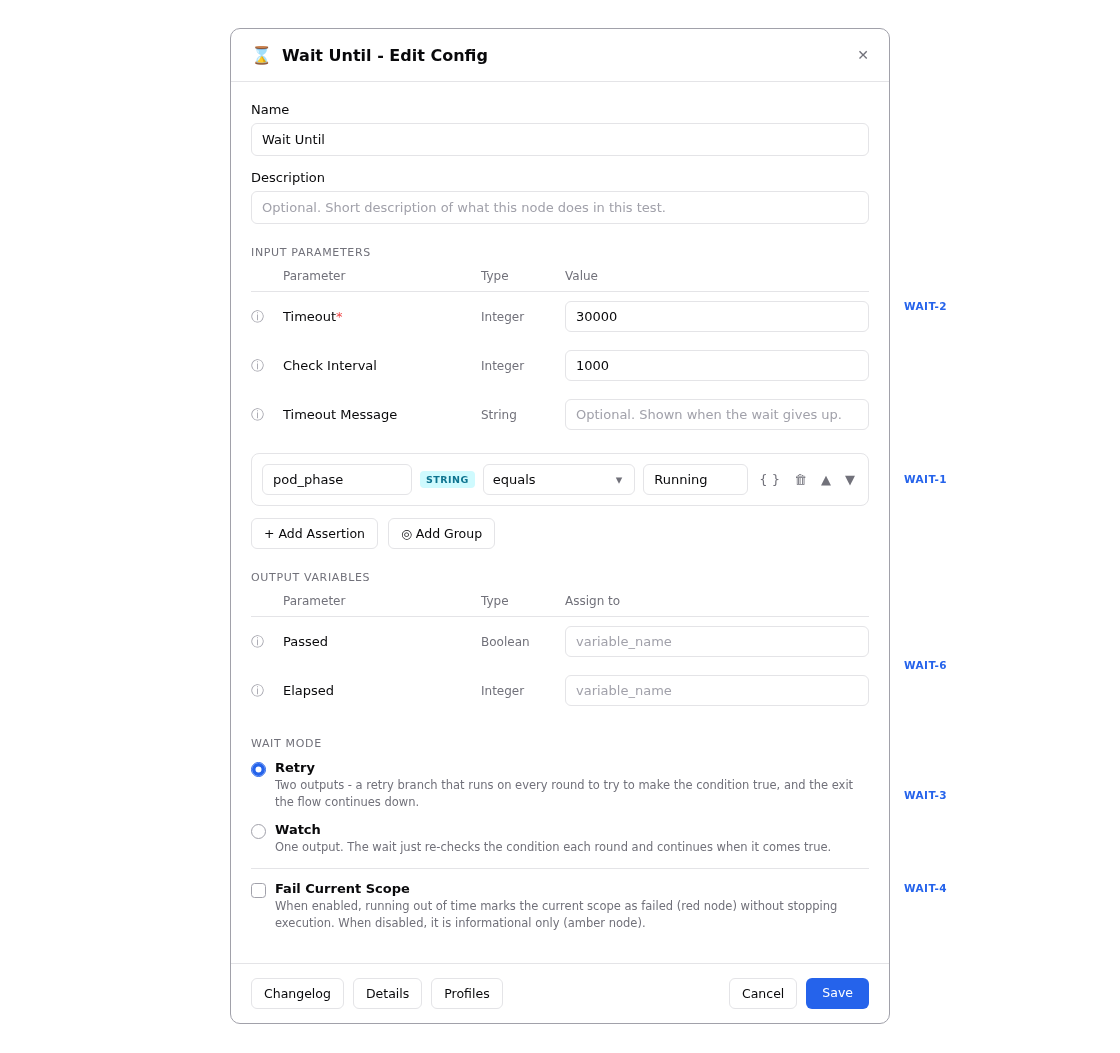 ⌛ Wait Until - Edit Config ✕
Name
Wait Until
Description
Optional. Short description of what this node does in this test.
INPUT PARAMETERS
Parameter Type Value
WAIT-2
ⓘ Timeout* Integer 30000
ⓘ Check Interval Integer 1000
ⓘ Timeout Message String Optional. Shown when the wait gives up.
pod_phase STRING equals ▾ Running { } 🗑 ▲ ▼ WAIT-1
+ Add Assertion ◎ Add Group
OUTPUT VARIABLES
Parameter Type Assign to
ⓘ Passed Boolean variable_name
WAIT-6
ⓘ Elapsed Integer variable_name
WAIT MODE
Retry
Two outputs - a retry branch that runs on every round to try to make the condition true, and the exit
WAIT-3
the flow continues down.
Watch
One output. The wait just re-checks the condition each round and continues when it comes true.
Fail Current Scope WAIT-4
When enabled, running out of time marks the current scope as failed (red node) without stopping
execution. When disabled, it is informational only (amber node).
Changelog Details Profiles Cancel Save